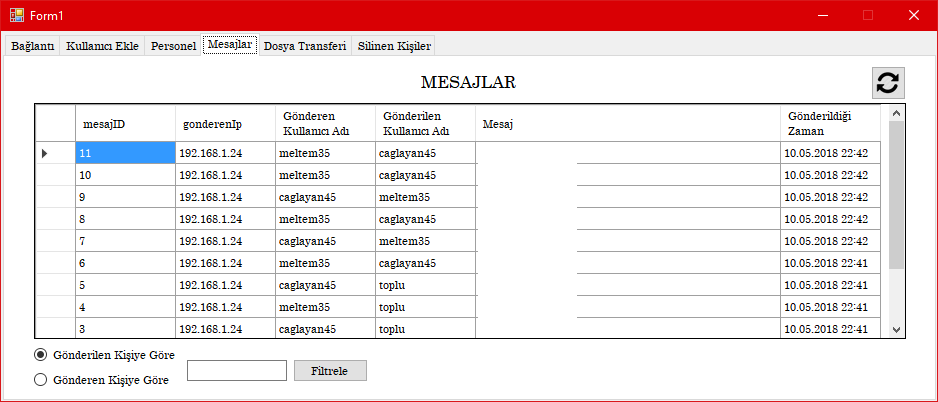 Form1
Bağlantı Kullanıcı Ekle Personel Mesajlar Dosya Transferi Silinen Kişiler
MESAJLAR
mesajID gonderenIp Gönderen Kullanıcı Adı Gönderilen Kullanıcı Adı Mesaj Gönderildiği Zaman
11 192.168.1.24 meltem35 caglayan45 10.05.2018 22:42
10 192.168.1.24 meltem35 caglayan45 10.05.2018 22:42
9 192.168.1.24 caglayan45 meltem35 10.05.2018 22:42
8 192.168.1.24 meltem35 caglayan45 10.05.2018 22:42
7 192.168.1.24 caglayan45 meltem35 10.05.2018 22:42
6 192.168.1.24 meltem35 caglayan45 10.05.2018 22:41
5 192.168.1.24 caglayan45 toplu 10.05.2018 22:41
4 192.168.1.24 meltem35 toplu 10.05.2018 22:41
3 192.168.1.24 caglayan45 toplu 10.05.2018 22:41
Gönderilen Kişiye Göre
Gönderen Kişiye Göre
Filtrele